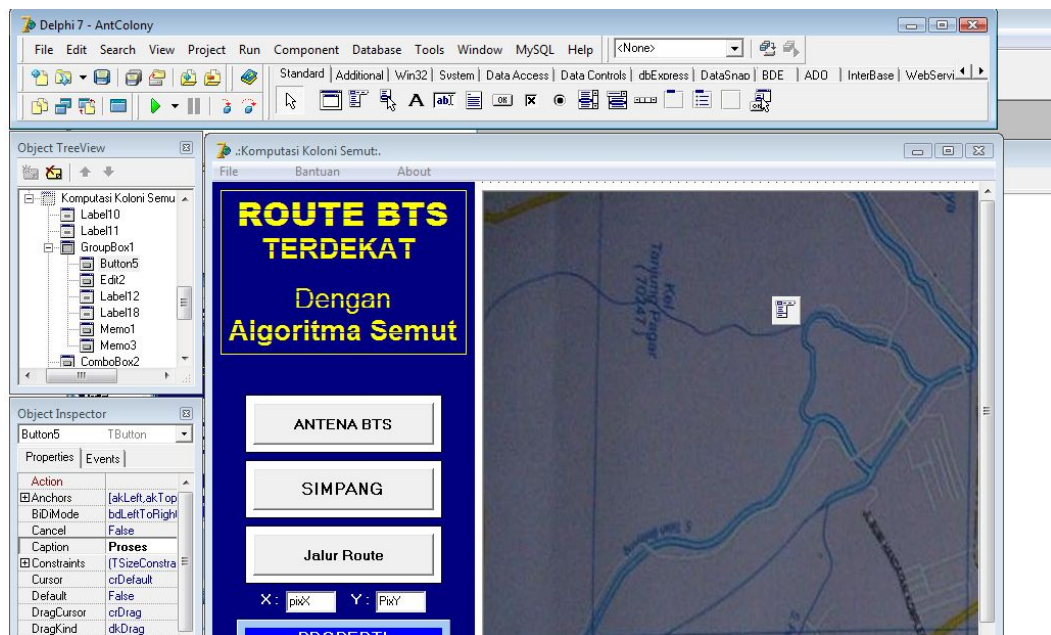 Delphi 7 - AntColony
File Edit Search View Project Run Component Database Tools Window MySQL Help <None>
Standard Additional Win32 System Data Access Data Controls dbExpress DataSnap BDE ADO InterBase WebServi
Object TreeView
Komputasi Koloni Semu
Label10
Label11
GroupBox1
Button5
Edit2
Label12
Label18
Memo1
Memo3
ComboBox2
Object Inspector
Button5 TButton
Properties Events
Action
Anchors [akLeft,akTop
BiDiMode bdLeftToRight
Cancel False
Caption Proses
Constraints (TSizeConstra
Cursor crDefault
Default False
DragCursor crDrag
DragKind dkDrag
.:Komputasi Koloni Semut:.
File Bantuan About
ROUTE BTS
TERDEKAT
Dengan
Algoritma Semut
ANTENA BTS
SIMPANG
Jalur Route
X : pixX Y : PixY
PROPERTI
Kel
Tanjung Pagar
(70247)